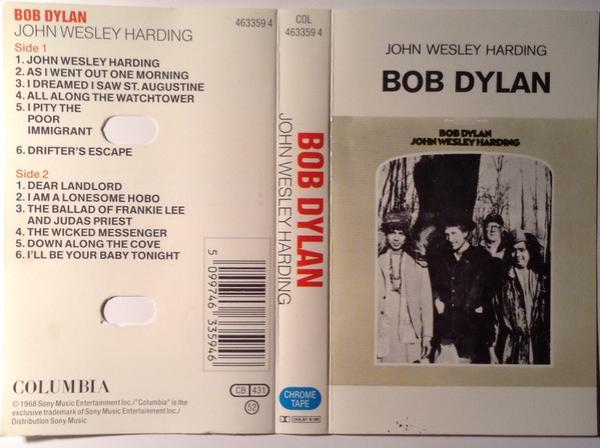 BOB DYLAN
JOHN WESLEY HARDING
463359 4
Side 1
1. JOHN WESLEY HARDING
2. AS I WENT OUT ONE MORNING
3. I DREAMED I SAW ST. AUGUSTINE
4. ALL ALONG THE WATCHTOWER
5. I PITY THE
POOR
IMMIGRANT
6. DRIFTER'S ESCAPE
Side 2
1. DEAR LANDLORD
2. I AM A LONESOME HOBO
3. THE BALLAD OF FRANKIE LEE
AND JUDAS PRIEST
4. THE WICKED MESSENGER
5. DOWN ALONG THE COVE
6. I'LL BE YOUR BABY TONIGHT
5 099746 335946
COLUMBIA
CB 431
52
© 1968 Sony Music Entertainment Inc./"Columbia" is the
exclusive trademark of Sony Music Entertainment Inc./
Distribution Sony Music
COL
463359 4
BOB DYLAN
JOHN WESLEY HARDING
CHROME
TAPE
JOHN WESLEY HARDING
BOB DYLAN
BOB DYLAN
JOHN WESLEY HARDING